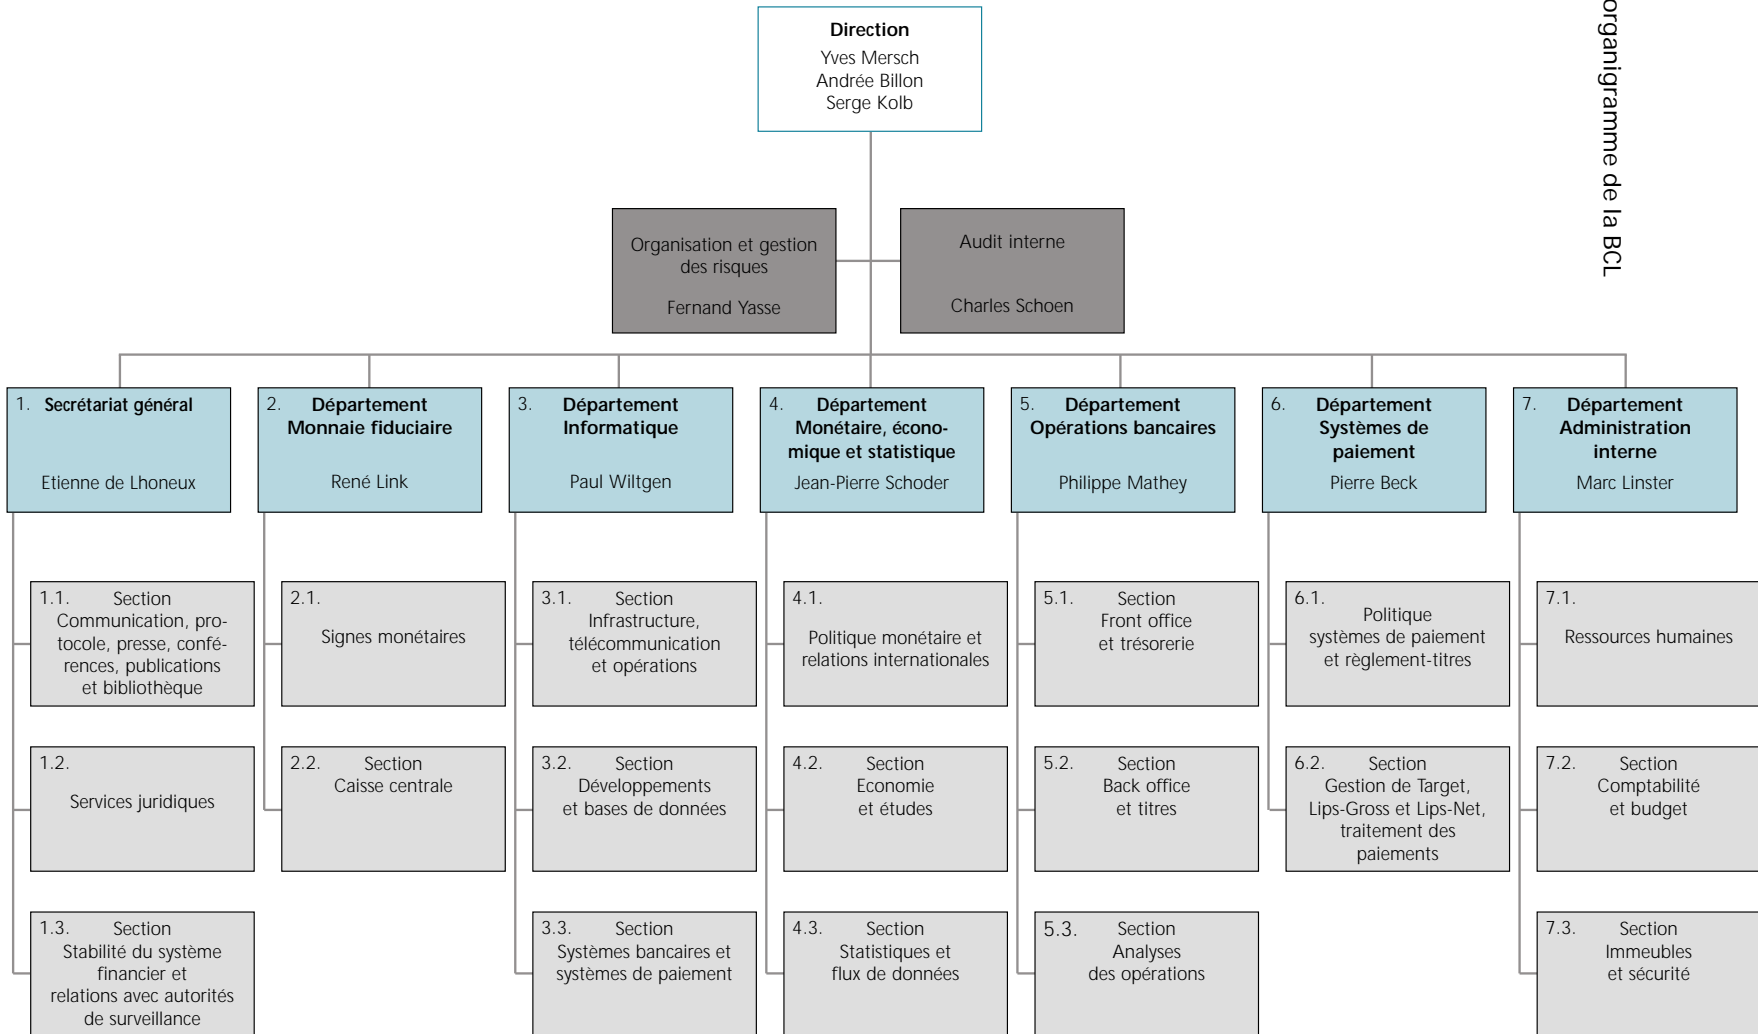 organigramme de la BCL
Direction
Yves Mersch
Andrée Billon
Serge Kolb
Organisation et gestion
des risques
Fernand Yasse
Audit interne
Charles Schoen
1. Secrétariat général
Etienne de Lhoneux
2. Département
Monnaie fiduciaire
René Link
3. Département
Informatique
Paul Wiltgen
4. Département
Monétaire, écono-
mique et statistique
Jean-Pierre Schoder
5. Département
Opérations bancaires
Philippe Mathey
6. Département
Systèmes de
paiement
Pierre Beck
7. Département
Administration
interne
Marc Linster
1.1. Section
Communication, pro-
tocole, presse, confé-
rences, publications
et bibliothèque
2.1.
Signes monétaires
3.1. Section
Infrastructure,
télécommunication
et opérations
4.1.
Politique monétaire et
relations internationales
5.1. Section
Front office
et trésorerie
6.1.
Politique
systèmes de paiement
et règlement-titres
7.1.
Ressources humaines
1.2.
Services juridiques
2.2. Section
Caisse centrale
3.2. Section
Développements
et bases de données
4.2. Section
Economie
et études
5.2. Section
Back office
et titres
6.2. Section
Gestion de Target,
Lips-Gross et Lips-Net,
traitement des
paiements
7.2. Section
Comptabilité
et budget
1.3. Section
Stabilité du système
financier et
relations avec autorités
de surveillance
3.3. Section
Systèmes bancaires et
systèmes de paiement
4.3. Section
Statistiques et
flux de données
5.3. Section
Analyses
des opérations
7.3. Section
Immeubles
et sécurité